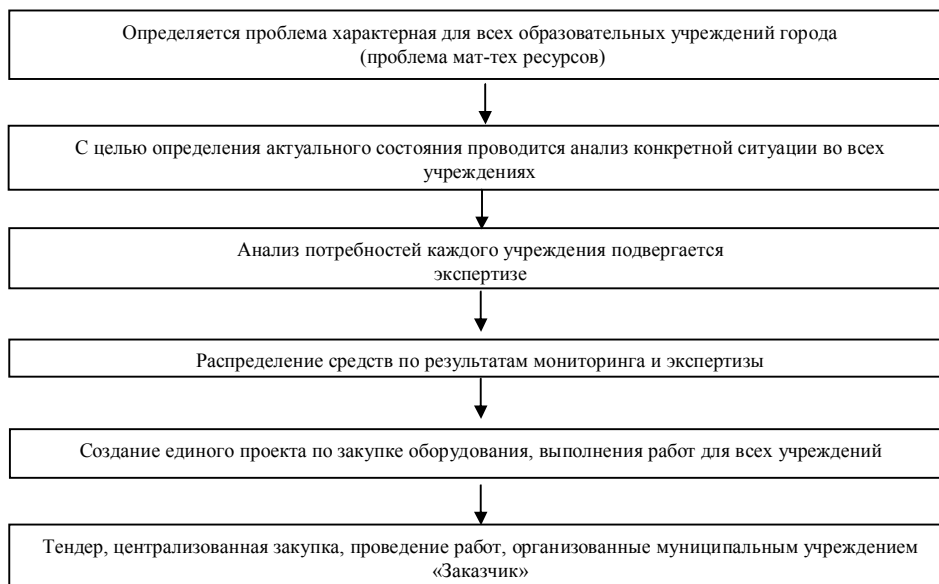 Определяется проблема характерная для всех образовательных учреждений города
(проблема мат-тех ресурсов)
С целью определения актуального состояния проводится анализ конкретной ситуации во всех
учреждениях
Анализ потребностей каждого учреждения подвергается
экспертизе
Распределение средств по результатам мониторинга и экспертизы
Создание единого проекта по закупке оборудования, выполнения работ для всех учреждений
Тендер, централизованная закупка, проведение работ, организованные муниципальным учреждением
«Заказчик»